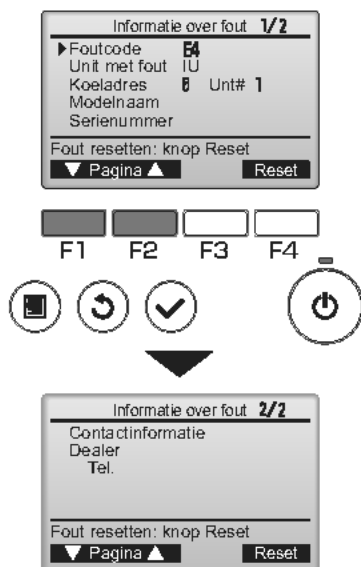 Informatie over fout 1/2
Foutcode E4
Unit met fout IU
Koeladres 0 Unt# 1
Modelnaam
Serienummer
Fout resetten: knop Reset
▼ Pagina ▲ Reset
F1 F2 F3 F4
Informatie over fout 2/2
Contactinformatie
Dealer
Tel.
Fout resetten: knop Reset
▼ Pagina ▲ Reset